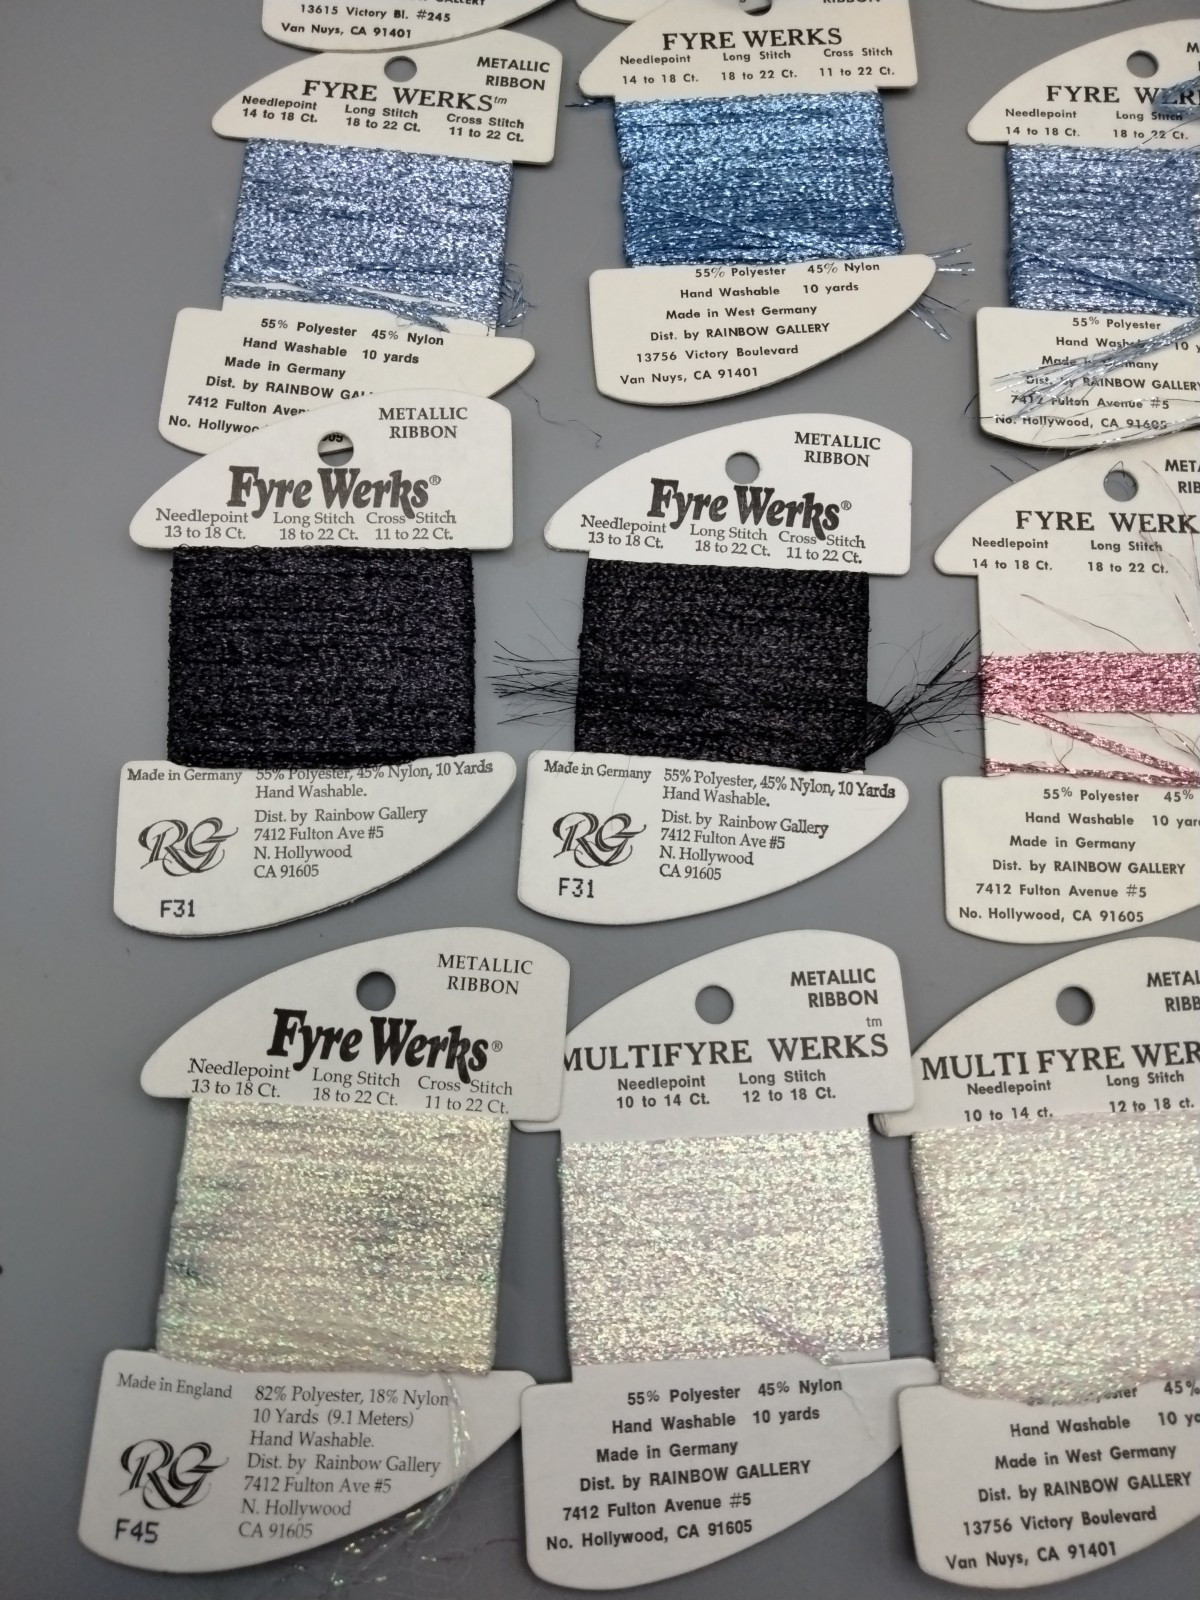 13615 Victory Bl. #245
Van Nuys, CA 91401
METALLIC
RIBBON
FYRE WERKS tm
Needlepoint Long Stitch Cross Stitch
14 to 18 Ct. 18 to 22 Ct. 11 to 22 Ct.
55% Polyester 45% Nylon
Hand Washable 10 yards
Made in Germany
Dist. by RAINBOW
7412 Fulton
No.
RIBBON
FYRE WERKS
Needlepoint Long Stitch Cross Stitch
14 to 18 Ct. 18 to 22 Ct. 11 to 22 Ct.
55% Polyester 45% Nylon
Hand Washable 10 yards
Made in West Germany
Dist. by RAINBOW GALLERY
13756 Victory Boulevard
Van Nuys, CA 91401
FYRE
Needlepoint Long Stitch
14 to 18 Ct. 18 to 22 Ct.
55% Polyester
Hand
Made in Germany
Dist. by RAINBOW GALLERY
7412 Fulton Avenue #5
No. Hollywood, CA 91605
METALLIC
RIBBON
Fyre Werks®
Needlepoint Long Stitch Cross Stitch
13 to 18 Ct. 18 to 22 Ct. 11 to 22 Ct.
Made in Germany 55% Polyester, 45% Nylon, 10 Yards
Hand Washable.
Dist. by Rainbow Gallery
7412 Fulton Ave #5
N. Hollywood
CA 91605
RG
F31
METALLIC
RIBBON
Fyre Werks®
Needlepoint Long Stitch Cross Stitch
13 to 18 Ct. 18 to 22 Ct. 11 to 22 Ct.
Made in Germany 55% Polyester, 45% Nylon, 10 Yards
Hand Washable.
Dist. by Rainbow Gallery
7412 Fulton Ave #5
N. Hollywood
CA 91605
RG
F31
FYRE WERK
Needlepoint Long Stitch
14 to 18 Ct. 18 to 22 Ct.
55% Polyester 45%
Hand Washable 10
Made in Germany
Dist. by RAINBOW GALLERY
7412 Fulton Avenue #5
No. Hollywood, CA 91605
METALLIC
RIBBON
Fyre Werks®
Needlepoint Long Stitch Cross Stitch
13 to 18 Ct. 18 to 22 Ct. 11 to 22 Ct.
Made in England 82% Polyester, 18% Nylon
10 Yards (9.1 Meters)
Hand Washable.
Dist. by Rainbow Gallery
7412 Fulton Ave #5
N. Hollywood
CA 91605
RG
F45
METALLIC
RIBBON
tm
MULTIFYRE WERKS
Needlepoint Long Stitch
10 to 14 Ct. 12 to 18 Ct.
55% Polyester 45% Nylon
Hand Washable 10 yards
Made in Germany
Dist. by RAINBOW GALLERY
7412 Fulton Avenue #5
No. Hollywood, CA 91605
MULTI FYRE WER
Needlepoint Long Stitch
10 to 14 ct. 12 to 18 ct.
45%
Hand Washable 10
Made in West Germany
Dist. by RAINBOW GALLERY
13756 Victory Boulevard
Van Nuys, CA 91401